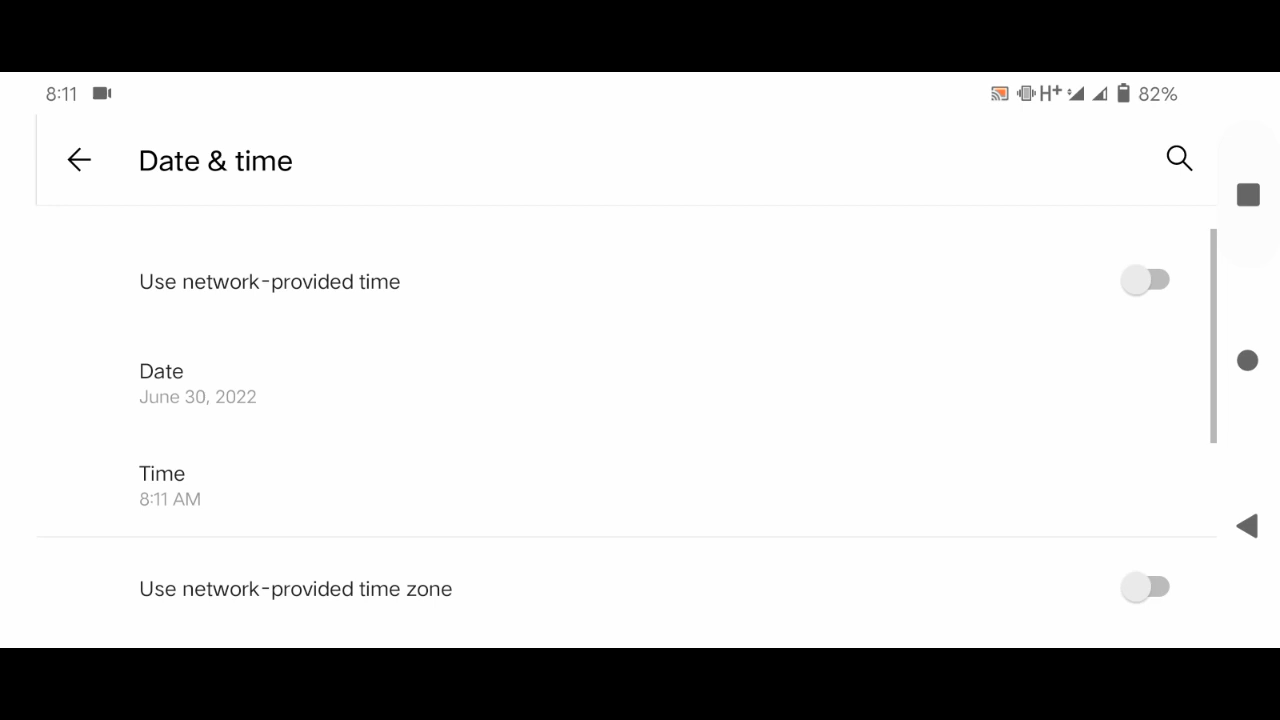 8:11 H+ 82%
Date & time
Use network-provided time
Date
June 30, 2022
Time
8:11 AM
Use network-provided time zone